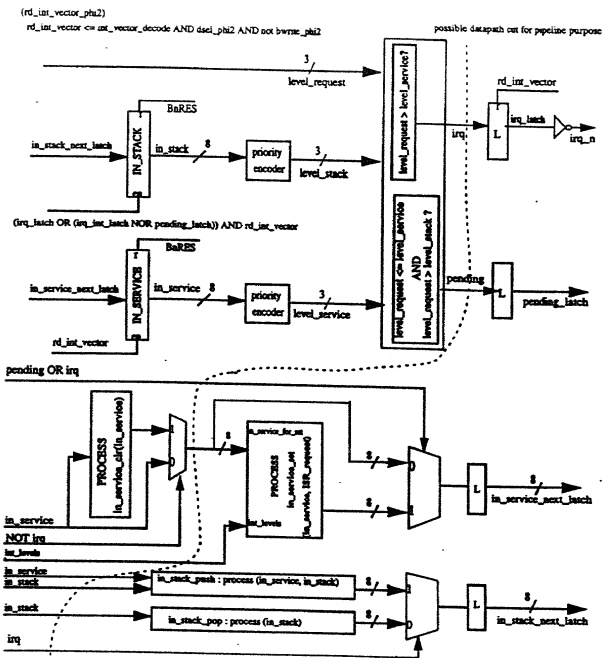 (rd_int_vector_phi2)
rd_int_vector <= int_vector_decode AND dsel_phi2 AND not bwrite_phi2
possible datapath cut for pipeline purpose
3
level_request
rd_int_vector
BnRES
r
in_stack_next_latch
IN_STACK
in_stack
8
priority
encoder
3
level_stack
level_request > level_service?
irq
L
irq_latch
irq_n
(irq_latch OR (irq_int_latch NOR pending_latch)) AND rd_int_vector
BnRES
r
in_service_next_latch
IN_SERVICE
in_service
8
priority
encoder
3
level_service
level_request <= level_service
AND
level_request > level_stack ?
pending
L
pending_latch
rd_int_vector
pending OR irq
PROCESS
in_service_clr(in_service)
1
0
8
in_service_for_set
PROCESS
in_service_set
(in_service, ISR_request)
int_levels
8
0
8
1
L
8
in_service_next_latch
in_service
NOT irq
int_levels
in_service
in_stack
in_stack_push : process (in_service, in_stack)
8
1
in_stack
in_stack_pop : process (in_stack)
8
0
L
8
in_stack_next_latch
irq